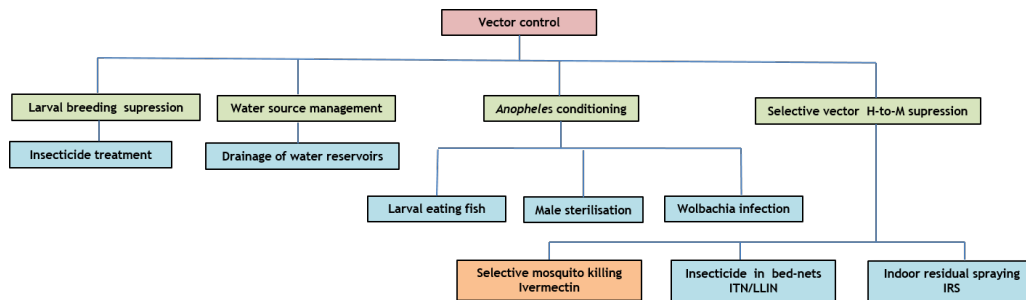 Vector control
Larval breeding supression
Water source management
Anopheles conditioning
Selective vector H-to-M supression
Insecticide treatment
Drainage of water reservoirs
Larval eating fish
Male sterilisation
Wolbachia infection
Selective mosquito killing
Ivermectin
Insecticide in bed-nets
ITN/LLIN
Indoor residual spraying
IRS